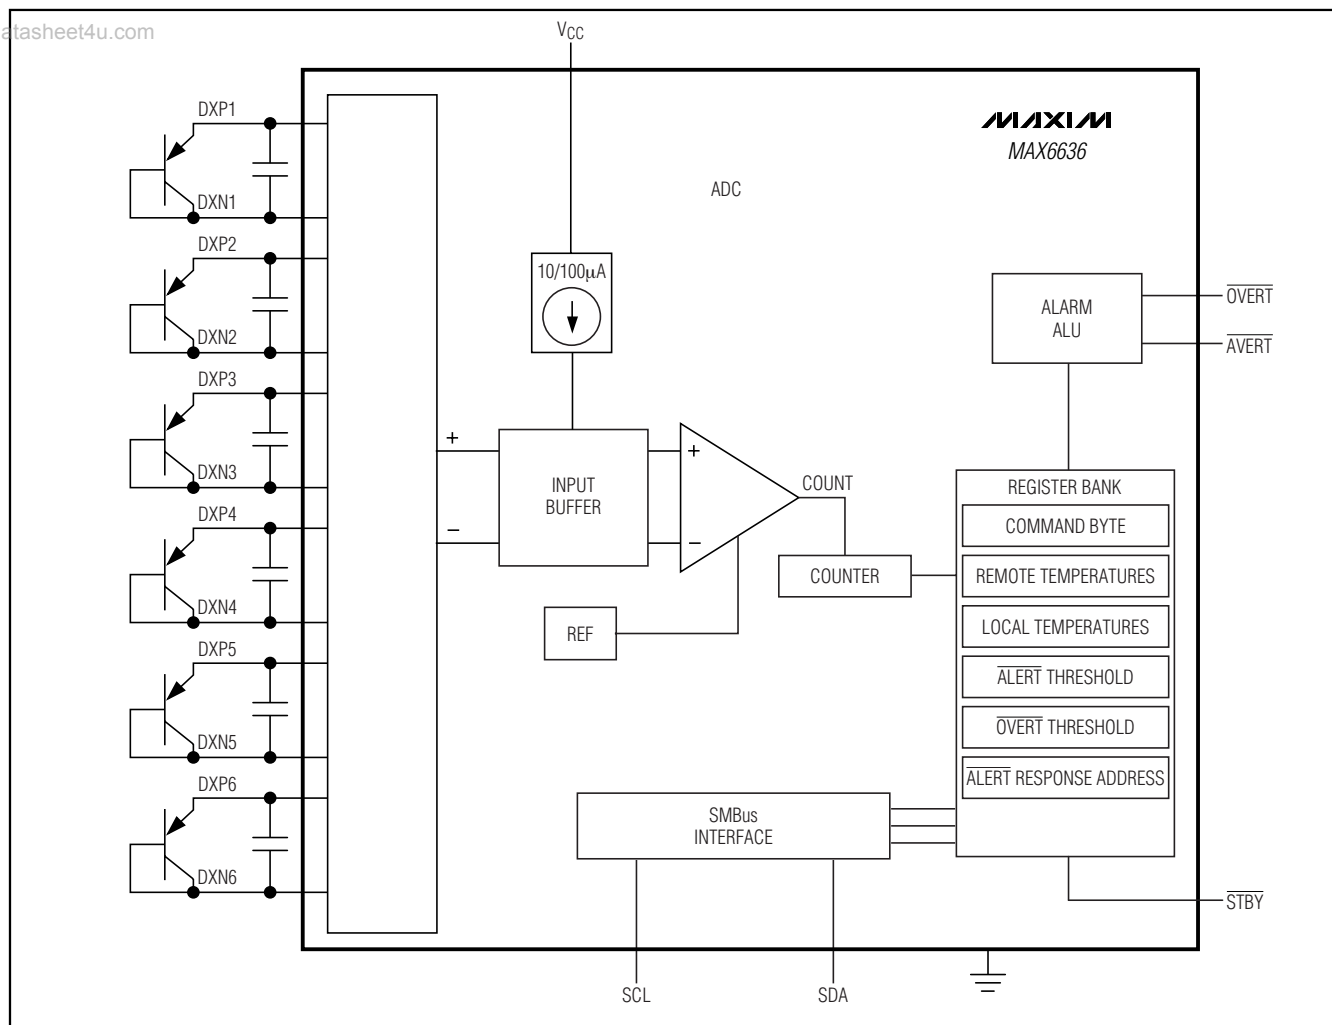 atasheet4u.com
VCC
DXP1
DXN1
DXP2
DXN2
DXP3
DXN3
DXP4
DXN4
DXP5
DXN5
DXP6
DXN6
MAXIM
MAX6636
ADC
10/100µA
ALARM
ALU
OVERT
AVERT
+
−
INPUT
BUFFER
+
−
COUNT
COUNTER
REF
REGISTER BANK
COMMAND BYTE
REMOTE TEMPERATURES
LOCAL TEMPERATURES
ALERT THRESHOLD
OVERT THRESHOLD
ALERT RESPONSE ADDRESS
SMBus
INTERFACE
STBY
SCL
SDA